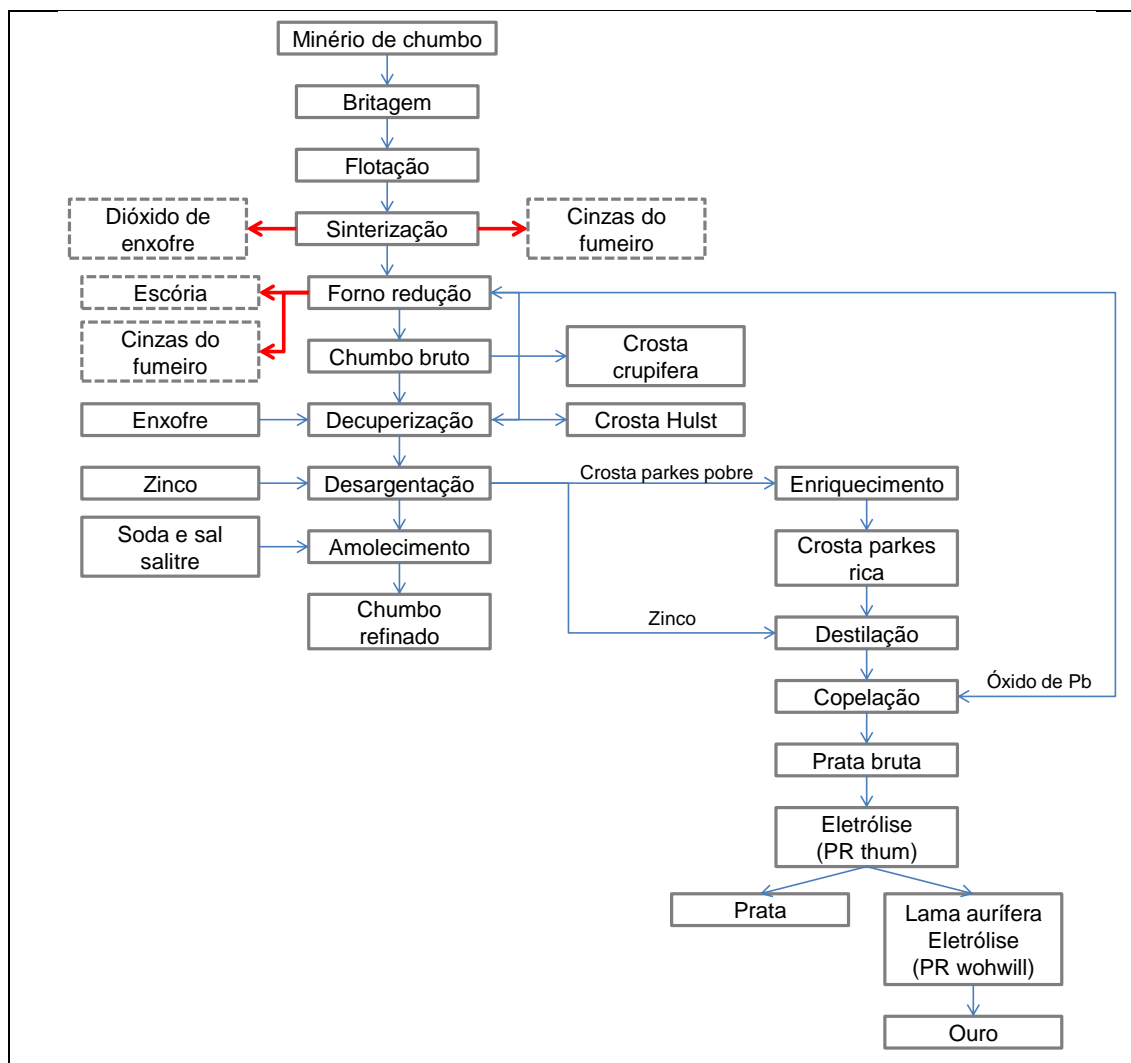 Minério de chumbo
Britagem
Flotação
Dióxido de
enxofre
Sinterização
Cinzas do
fumeiro
Escória
Forno redução
Cinzas do
fumeiro
Chumbo bruto
Crosta
crupifera
Enxofre
Decuperização
Crosta Hulst
Zinco
Desargentação
Crosta parkes pobre
Enriquecimento
Soda e sal
salitre
Amolecimento
Crosta parkes
rica
Chumbo
refinado
Zinco
Destilação
Copelação
Óxido de Pb
Prata bruta
Eletrólise
(PR thum)
Prata
Lama aurífera
Eletrólise
(PR wohwill)
Ouro